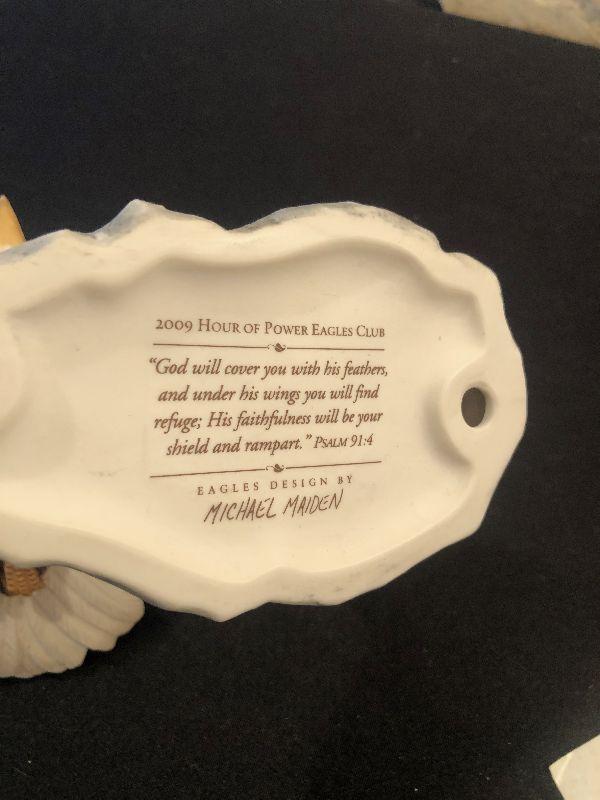 2009 Hour of Power Eagles Club
“God will cover you with his feathers,
and under his wings you will find
refuge; His faithfulness will be your
shield and rampart.” Psalm 91:4
EAGLES DESIGN BY
MICHAEL MAIDEN